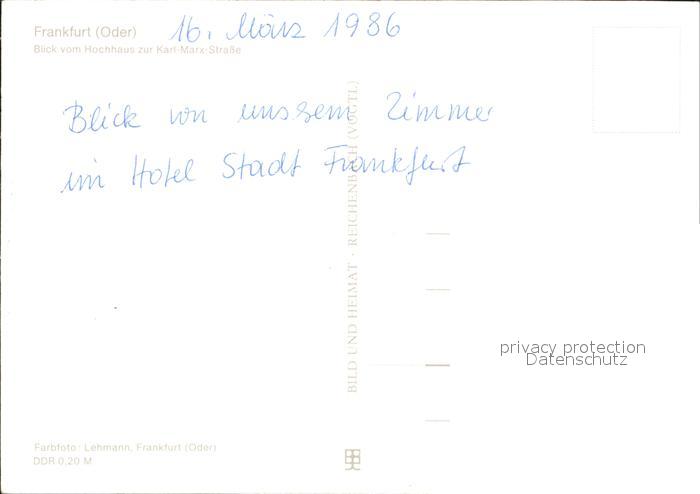 Frankfurt (Oder)
16. März 1986
Blick vom Hochhaus zur Karl-Marx-Straße
Blick von unserem Zimmer
im Hotel Stadt Frankfurt
BILD UND HEIMAT · REICHENBACH (VOGTL)
privacy protection
Datenschutz
Farbfoto: Lehmann, Frankfurt (Oder)
DDR 0,20 M